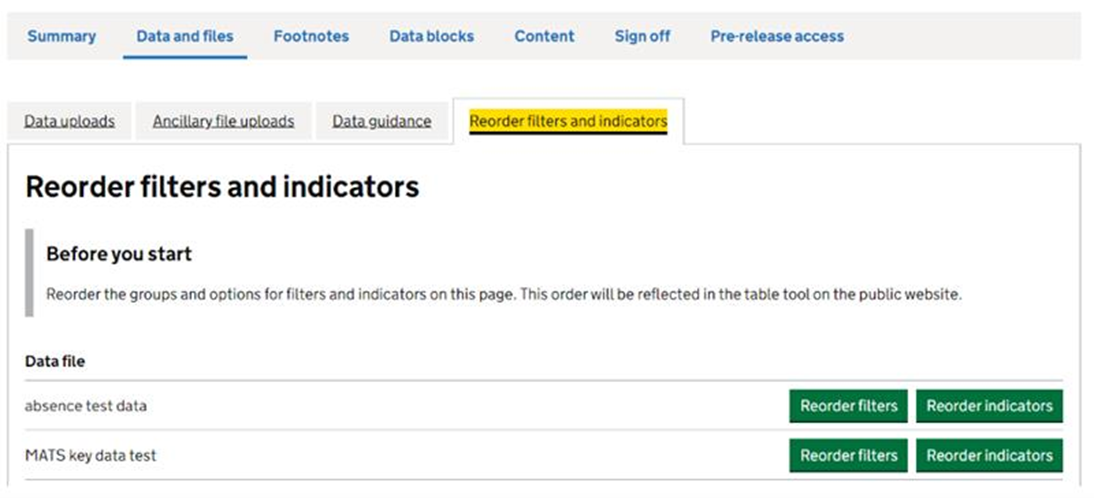 Summary Data and files Footnotes Data blocks Content Sign off Pre-release access
Data uploads Ancillary file uploads Data guidance Reorder filters and indicators
Reorder filters and indicators
Before you start
Reorder the groups and options for filters and indicators on this page. This order will be reflected in the table tool on the public website.
Data file
absence test data Reorder filters Reorder indicators
MATS key data test Reorder filters Reorder indicators